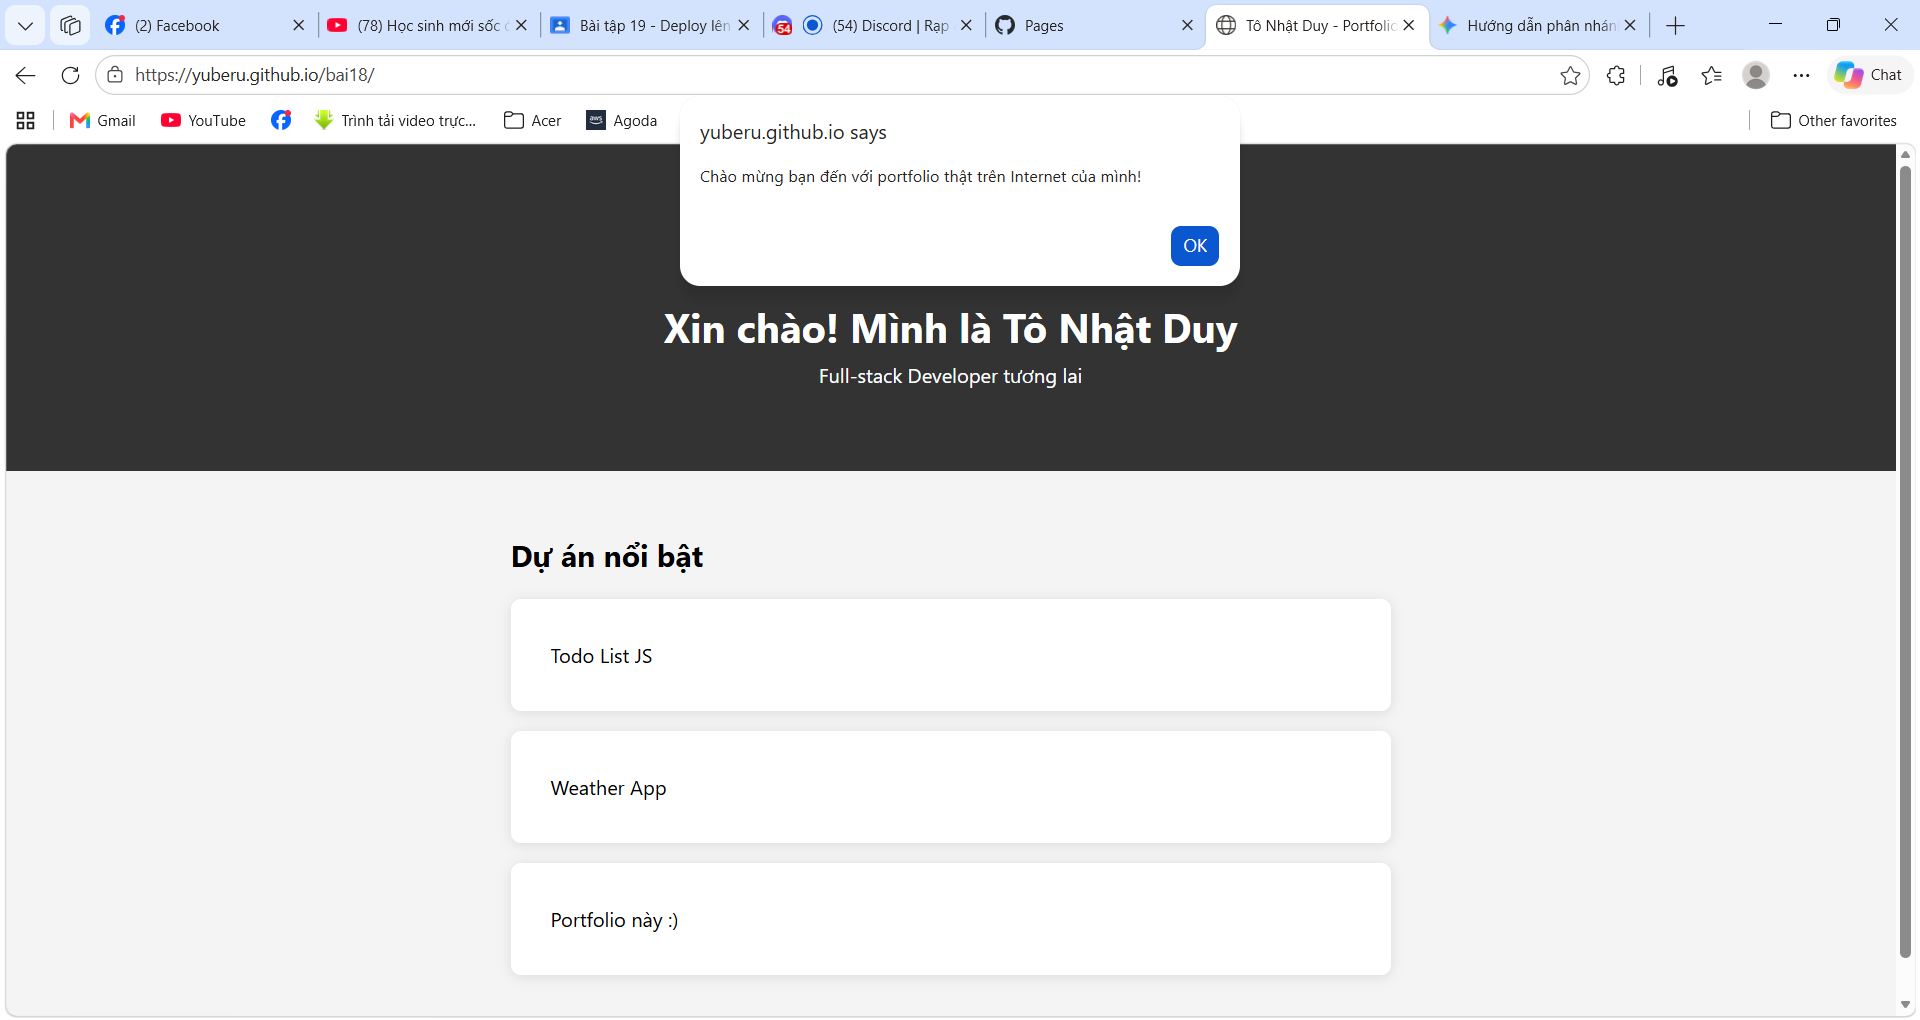 (2) Facebook
(78) Học sinh mới sốc
Bài tập 19 - Deploy lên
54
(54) Discord | Rạp
Pages
Tô Nhật Duy - Portfolio
Hướng dẫn phân nhán
https://yuberu.github.io/bai18/
Chat
Gmail
YouTube
Trình tải video trực...
Acer
aws
Agoda
Other favorites
yuberu.github.io says
Chào mừng bạn đến với portfolio thật trên Internet của mình!
OK
Xin chào! Mình là Tô Nhật Duy
Full-stack Developer tương lai
Dự án nổi bật
Todo List JS
Weather App
Portfolio này :)